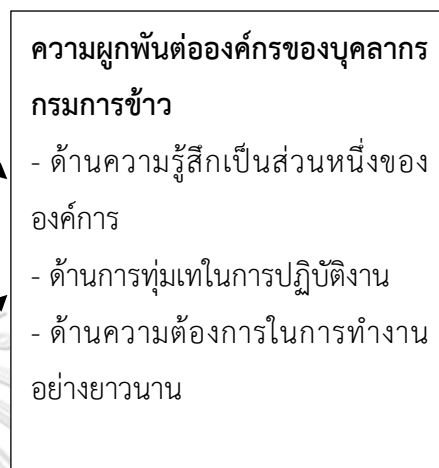 ความผูกพันต่อองค์กรของบุคลากร
กรมการข้าว
- ด้านความรู้สึกเป็นส่วนหนึ่งของ
องค์การ
- ด้านการทุ่มเทในการปฏิบัติงาน
- ด้านความต้องการในการทำงาน
อย่างยาวนาน